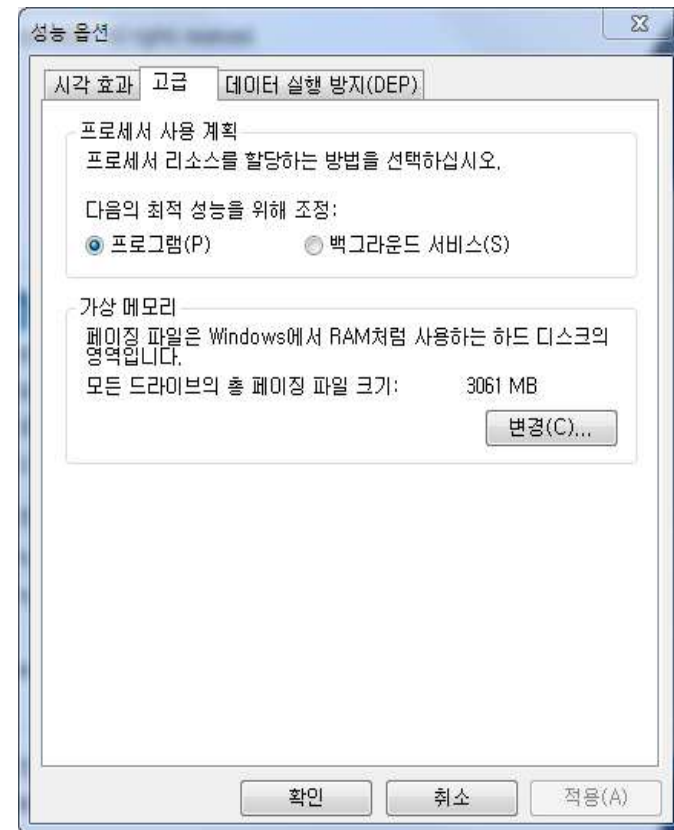 성능 옵션
시각 효과 고급 데이터 실행 방지(DEP)
프로세서 사용 계획
프로세서 리소스를 할당하는 방법을 선택하십시오.
다음의 최적 성능을 위해 조정:
프로그램(P) 백그라운드 서비스(S)
가상 메모리
페이징 파일은 Windows에서 RAM처럼 사용하는 하드 디스크의
영역입니다.
모든 드라이브의 총 페이징 파일 크기: 3061 MB
변경(C)...
확인 취소 적용(A)